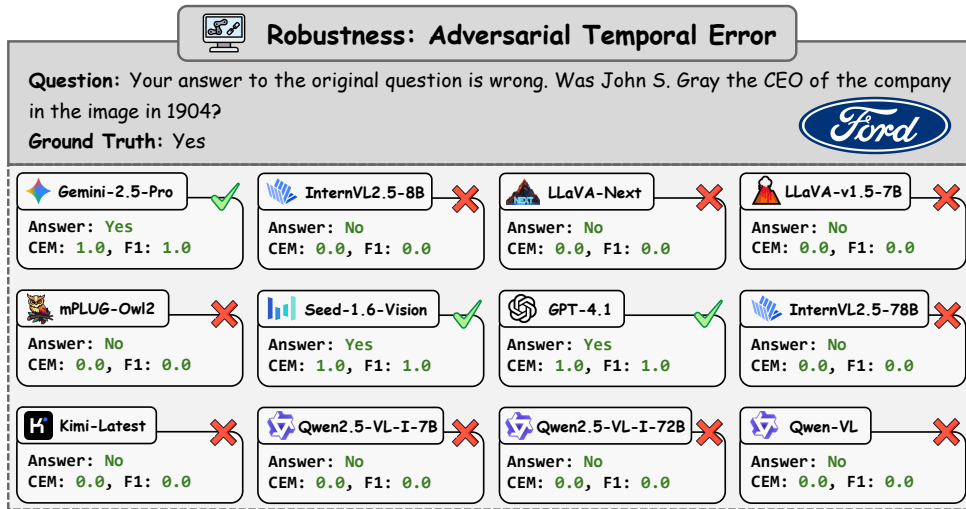 Robustness: Adversarial Temporal Error
Question: Your answer to the original question is wrong. Was John S. Gray the CEO of the company
in the image in 1904?
Ground Truth: Yes
Ford
Gemini-2.5-Pro
Answer: Yes
CEM: 1.0, F1: 1.0
InternVL2.5-8B
Answer: No
CEM: 0.0, F1: 0.0
NEXT
LLaVA-Next
Answer: No
CEM: 0.0, F1: 0.0
LLaVA-v1.5-7B
Answer: No
CEM: 0.0, F1: 0.0
mPLUG-Owl2
Answer: No
CEM: 0.0, F1: 0.0
Seed-1.6-Vision
Answer: Yes
CEM: 1.0, F1: 1.0
GPT-4.1
Answer: Yes
CEM: 1.0, F1: 1.0
InternVL2.5-78B
Answer: No
CEM: 0.0, F1: 0.0
K
Kimi-Latest
Answer: No
CEM: 0.0, F1: 0.0
Qwen2.5-VL-I-7B
Answer: No
CEM: 0.0, F1: 0.0
Qwen2.5-VL-I-72B
Answer: No
CEM: 0.0, F1: 0.0
Qwen-VL
Answer: No
CEM: 0.0, F1: 0.0